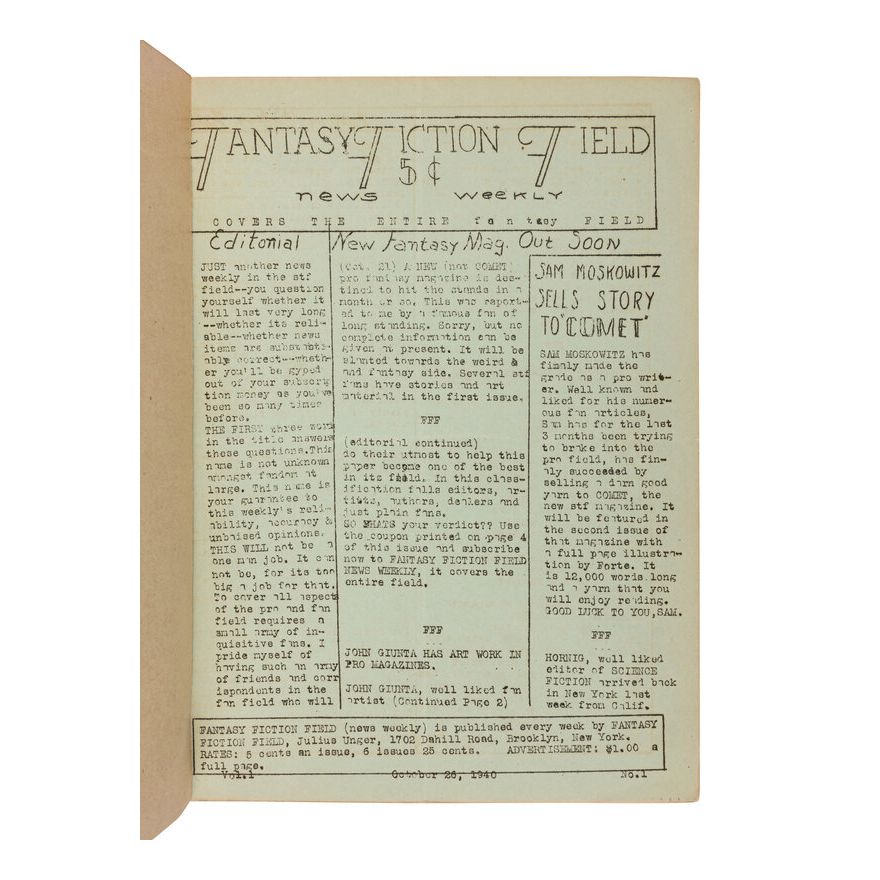 FANTASY FICTION FIELD
5¢
news weekly
COVERS THE ENTIRE fantasy FIELD
Editorial
JUST another news
weekly in the stf
field--you question
yourself whether it
will last very long
--whether its reli-
able--whether news
items are substanti-
ably correct--wheth-
er you'll be gyped
out of your subscrip
tion money as you've
been so many times
before.
THE FIRST three words
in the title answers
these questions.This
name is not unknown
amongst fandom at
large. This name is
your guarantee to
this weekly's reli-
ability, accuracy &
unbaised opinions.
THIS WILL not be a
one man job. It can
not be, for its too
big a job for that.
To cover all aspects
of the pro and fan
field requires a
small army of in-
quisitive fans. I
pride myself of
having such an army
of friends and corr
ispondents in the
fan field who will
New Fantasy Mag. Out Soon
(Oct. 21) A NEW (not COMET)
pro fantasy magazine is des-
tined to hit the stands in a
month or so. This was report-
ed to me by a famous fan of
long standing. Sorry, but no
complete information can be
given at present. It will be
slanted towards the weird &
and fantasy side. Several stf
fans have stories and art
material in the first issue.
FFF
(editorial continued)
do their utmost to help this
paper become one of the best
in its field. In this class-
ification falls editors, ar-
tists, authors, dealers and
just plain fans.
SO WHATS your verdict?? Use
the coupon printed on page 4
of this issue and subscribe
now to FANTASY FICTION FIELD
NEWS WEEKLY, it covers the
entire field.
FFF
JOHN GIUNTA HAS ART WORK IN
PRO MAGAZINES.
JOHN GIUNTA, well liked fan
artist (Continued Page 2)
SAM MOSKOWITZ
SELLS STORY
TO 'COMET'
SAM MOSKOWITZ has
finaly made the
grade as a pro writ-
er. Well known and
liked for his numer-
ous fan articles,
Sam has for the last
3 months been trying
to brake into the
pro field, has fin-
aly succeeded by
selling a darn good
yarn to COMET, the
new stf magazine. It
will be featured in
the second issue of
that magazine with
a full page illustra-
tion by Forte. It
is 12,000 words long
and a yarn that you
will enjoy reading.
GOOD LUCK TO YOU,SAM.
FFF
HORNIG, well liked
editor of SCIENCE
FICTION arrived back
in New York last
week from Calif.
FANTASY FICTION FIELD (news weekly) is published every week by FANTASY
FICTION FIELD, Julius Unger, 1702 Dahill Road, Brooklyn, New York.
RATES: 5 cents an issue, 6 issues 25 cents. ADVERTISEMENT: $1.00 a
full page.
Vol.1 October 26, 1940 No.1